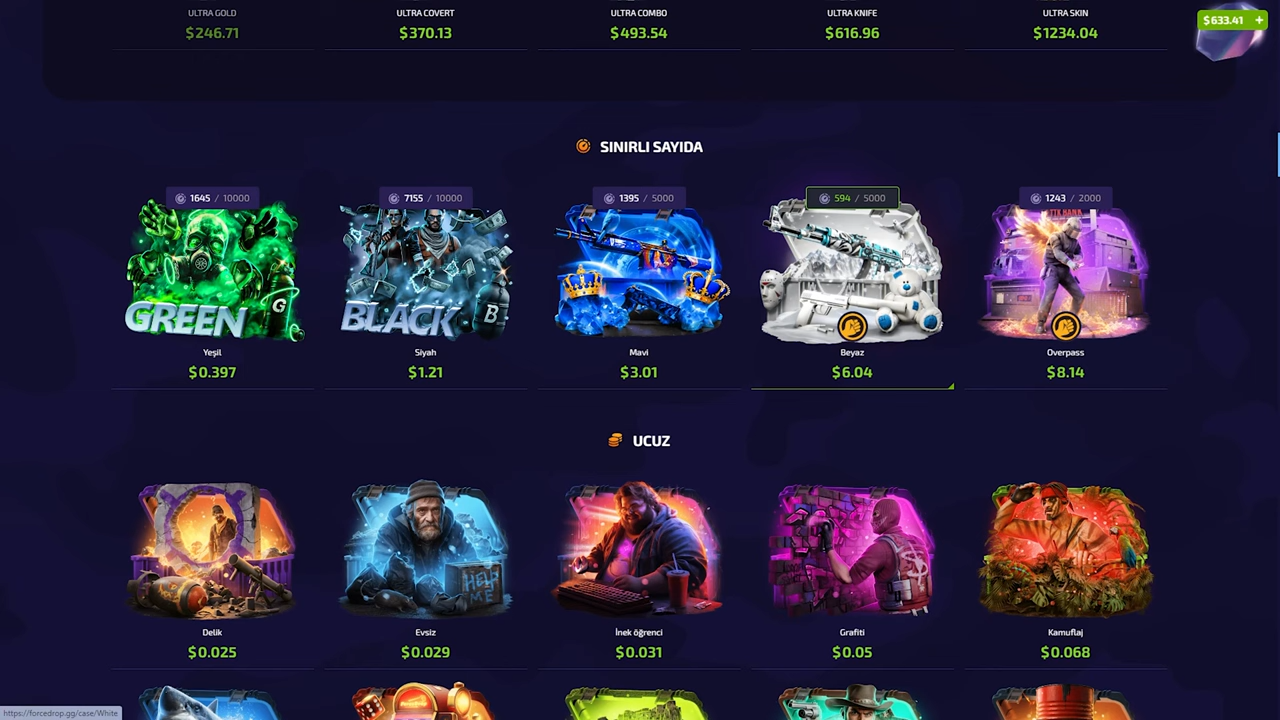 ULTRA GOLD
ULTRA COVERT
ULTRA COMBO
ULTRA KNIFE
ULTRA SKIN
$246.71
$370.13
$493.54
$616.96
$1234.04
$633.41 +
SINIRLI SAYIDA
1645 / 10000
7155 / 10000
1395 / 5000
594 / 5000
1243 / 2000
GREEN
G
BLACK
B
Yeşil
Siyah
Mavi
Beyaz
Overpass
$0.397
$1.21
$3.01
$6.04
$8.14
UCUZ
HELP
ME
Delik
Evsiz
İnek öğrenci
Grafiti
Kamuflaj
$0.025
$0.029
$0.031
$0.05
$0.068
https://forcedrop.gg/case/White